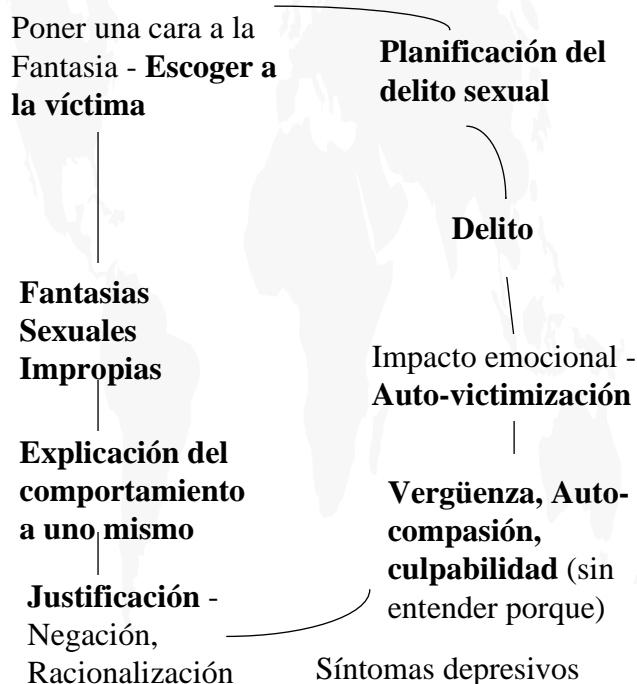 Poner una cara a la
Fantasia - Escoger a
la víctima
Planificación del
delito sexual
Delito
Fantasias
Sexuales
Impropias
Impacto emocional -
Auto-victimización
Explicación del
comportamiento
a uno mismo
Vergüenza, Auto-
compasión,
culpabilidad (sin
entender porque)
Justificación -
Negación,
Racionalización
Síntomas depresivos